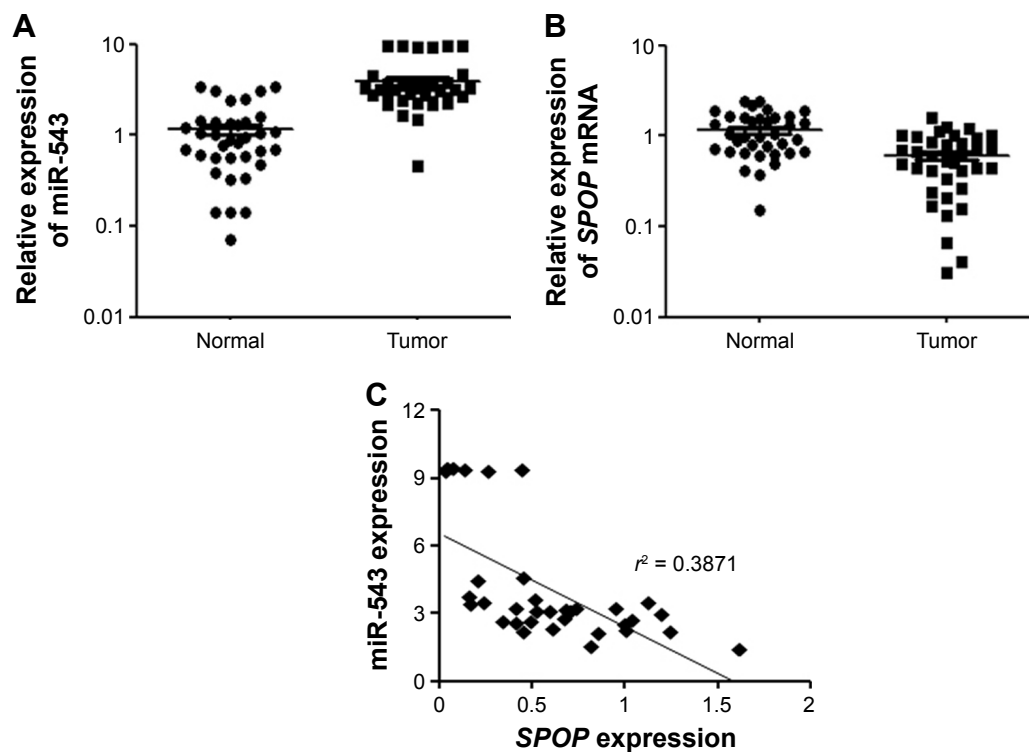 A
Relative expression
of miR-543
10
1
0.1
0.01
Normal
Tumor
B
Relative expression
of SPOP mRNA
10
1
0.1
0.01
Normal
Tumor
C
miR-543 expression
12
9
6
3
0
r² = 0.3871
0
0.5
1
1.5
2
SPOP expression